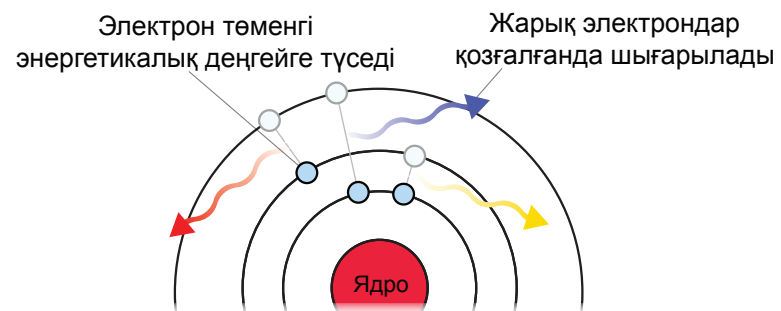 Электрон төменгі
энергетикалық деңгейге түседі
Жарық электрондар
қозғалғанда шығарылады
Ядро